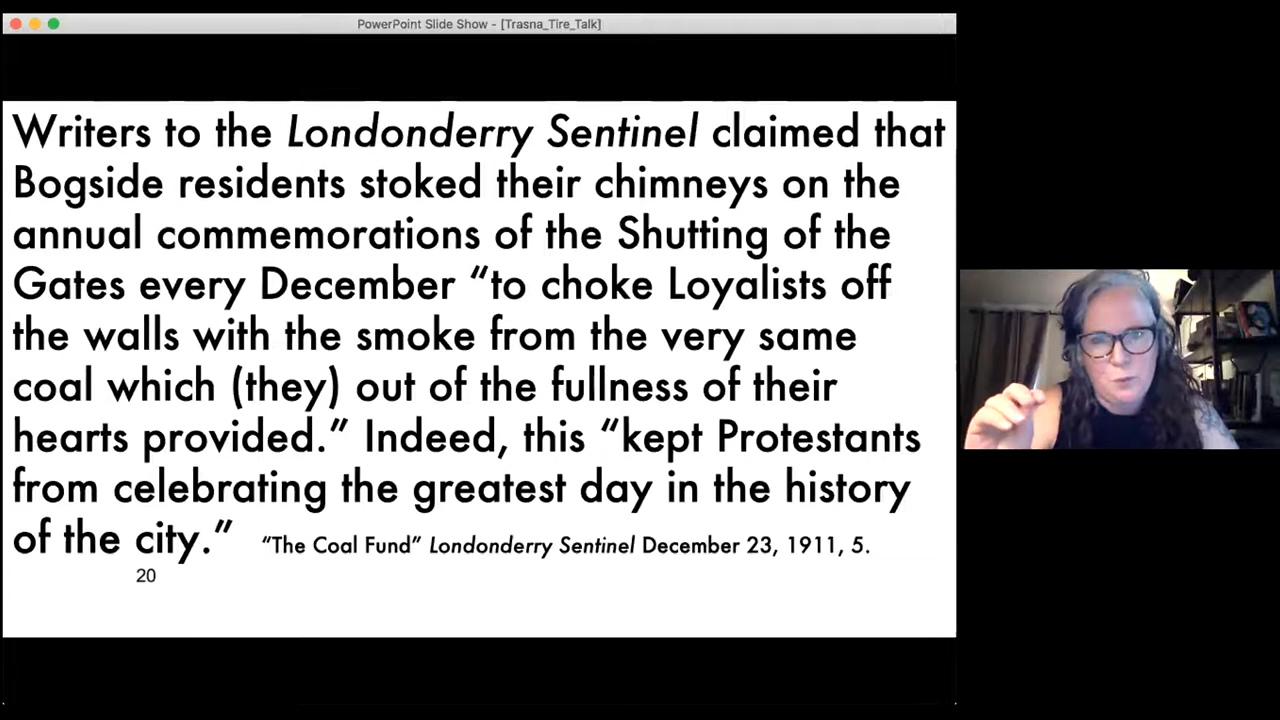 PowerPoint Slide Show - [Trasna_Tire_Talk]
Writers to the Londonderry Sentinel claimed that
Bogside residents stoked their chimneys on the
annual commemorations of the Shutting of the
Gates every December “to choke Loyalists off
the walls with the smoke from the very same
coal which (they) out of the fullness of their
hearts provided.” Indeed, this “kept Protestants
from celebrating the greatest day in the history
of the city.” “The Coal Fund” Londonderry Sentinel December 23, 1911, 5.
20